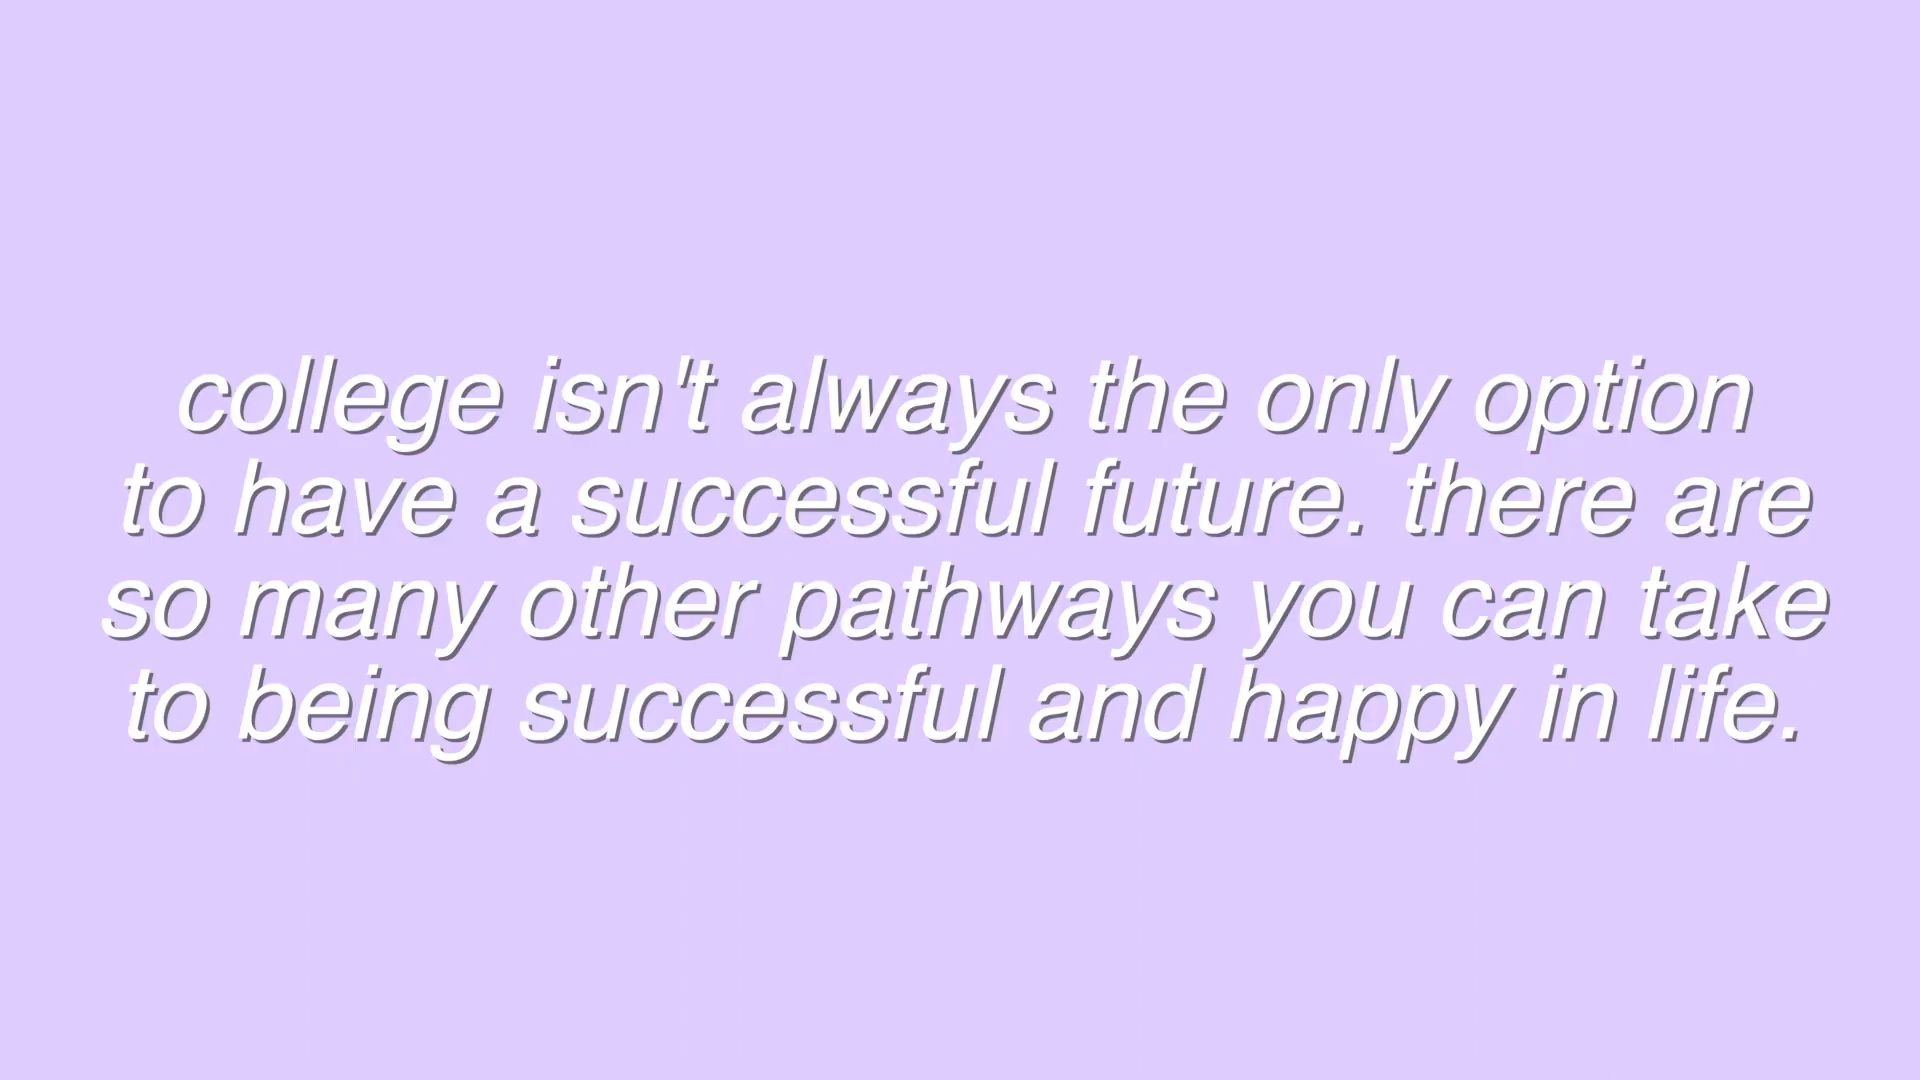 college isn't always the only option
to have a successful future. there are
so many other pathways you can take
to being successful and happy in life.